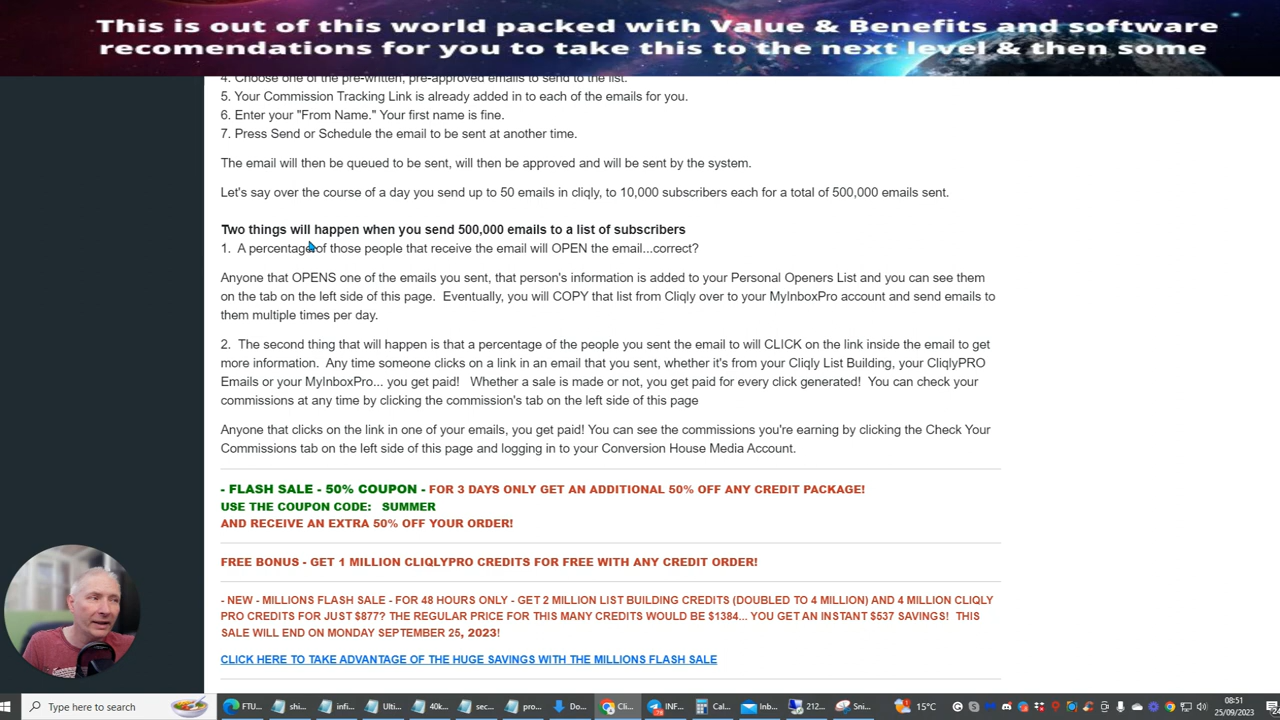 This is out of this world packed with Value & Benefits and software
recomendations for you to take this to the next level & then some
4. Choose one of the pre-written, pre-approved emails to send to the list.
5. Your Commission Tracking Link is already added in to each of the emails for you.
6. Enter your "From Name." Your first name is fine.
7. Press Send or Schedule the email to be sent at another time.
The email will then be queued to be sent, will then be approved and will be sent by the system.
Let's say over the course of a day you send up to 50 emails in cliqly, to 10,000 subscribers each for a total of 500,000 emails sent.
Two things will happen when you send 500,000 emails to a list of subscribers
1. A percentage of those people that receive the email will OPEN the email...correct?
Anyone that OPENS one of the emails you sent, that person's information is added to your Personal Openers List and you can see them
on the tab on the left side of this page. Eventually, you will COPY that list from Cliqly over to your MyInboxPro account and send emails to
them multiple times per day.
2. The second thing that will happen is that a percentage of the people you sent the email to will CLICK on the link inside the email to get
more information. Any time someone clicks on a link in an email that you sent, whether it's from your Cliqly List Building, your CliqlyPRO
Emails or your MyInboxPro... you get paid! Whether a sale is made or not, you get paid for every click generated! You can check your
commissions at any time by clicking the commission's tab on the left side of this page
Anyone that clicks on the link in one of your emails, you get paid! You can see the commissions you're earning by clicking the Check Your
Commissions tab on the left side of this page and logging in to your Conversion House Media Account.
- FLASH SALE - 50% COUPON - FOR 3 DAYS ONLY GET AN ADDITIONAL 50% OFF ANY CREDIT PACKAGE!
USE THE COUPON CODE: SUMMER
AND RECEIVE AN EXTRA 50% OFF YOUR ORDER!
FREE BONUS - GET 1 MILLION CLIQLYPRO CREDITS FOR FREE WITH ANY CREDIT ORDER!
- NEW - MILLIONS FLASH SALE - FOR 48 HOURS ONLY - GET 2 MILLION LIST BUILDING CREDITS (DOUBLED TO 4 MILLION) AND 4 MILLION CLIQLY
PRO CREDITS FOR JUST $877? THE REGULAR PRICE FOR THIS MANY CREDITS WOULD BE $1384... YOU GET AN INSTANT $537 SAVINGS! THIS
SALE WILL END ON MONDAY SEPTEMBER 25, 2023!
CLICK HERE TO TAKE ADVANTAGE OF THE HUGE SAVINGS WITH THE MILLIONS FLASH SALE
Type here to search FTU... shi... infi... Ulti... 40k... sec... pro... Do... Cli... INF... Cal... Inb... 212... Sni... 15°C 08:51
25/09/2023